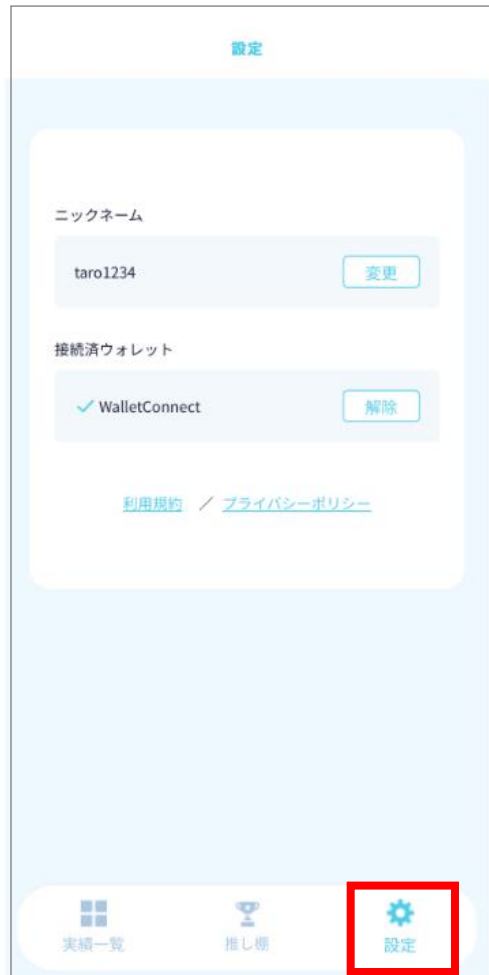 設定
ニックネーム
taro1234 変更
接続済ウォレット
WalletConnect 解除
利用規約 / プライバシーポリシー
実績一覧 推し棚 設定